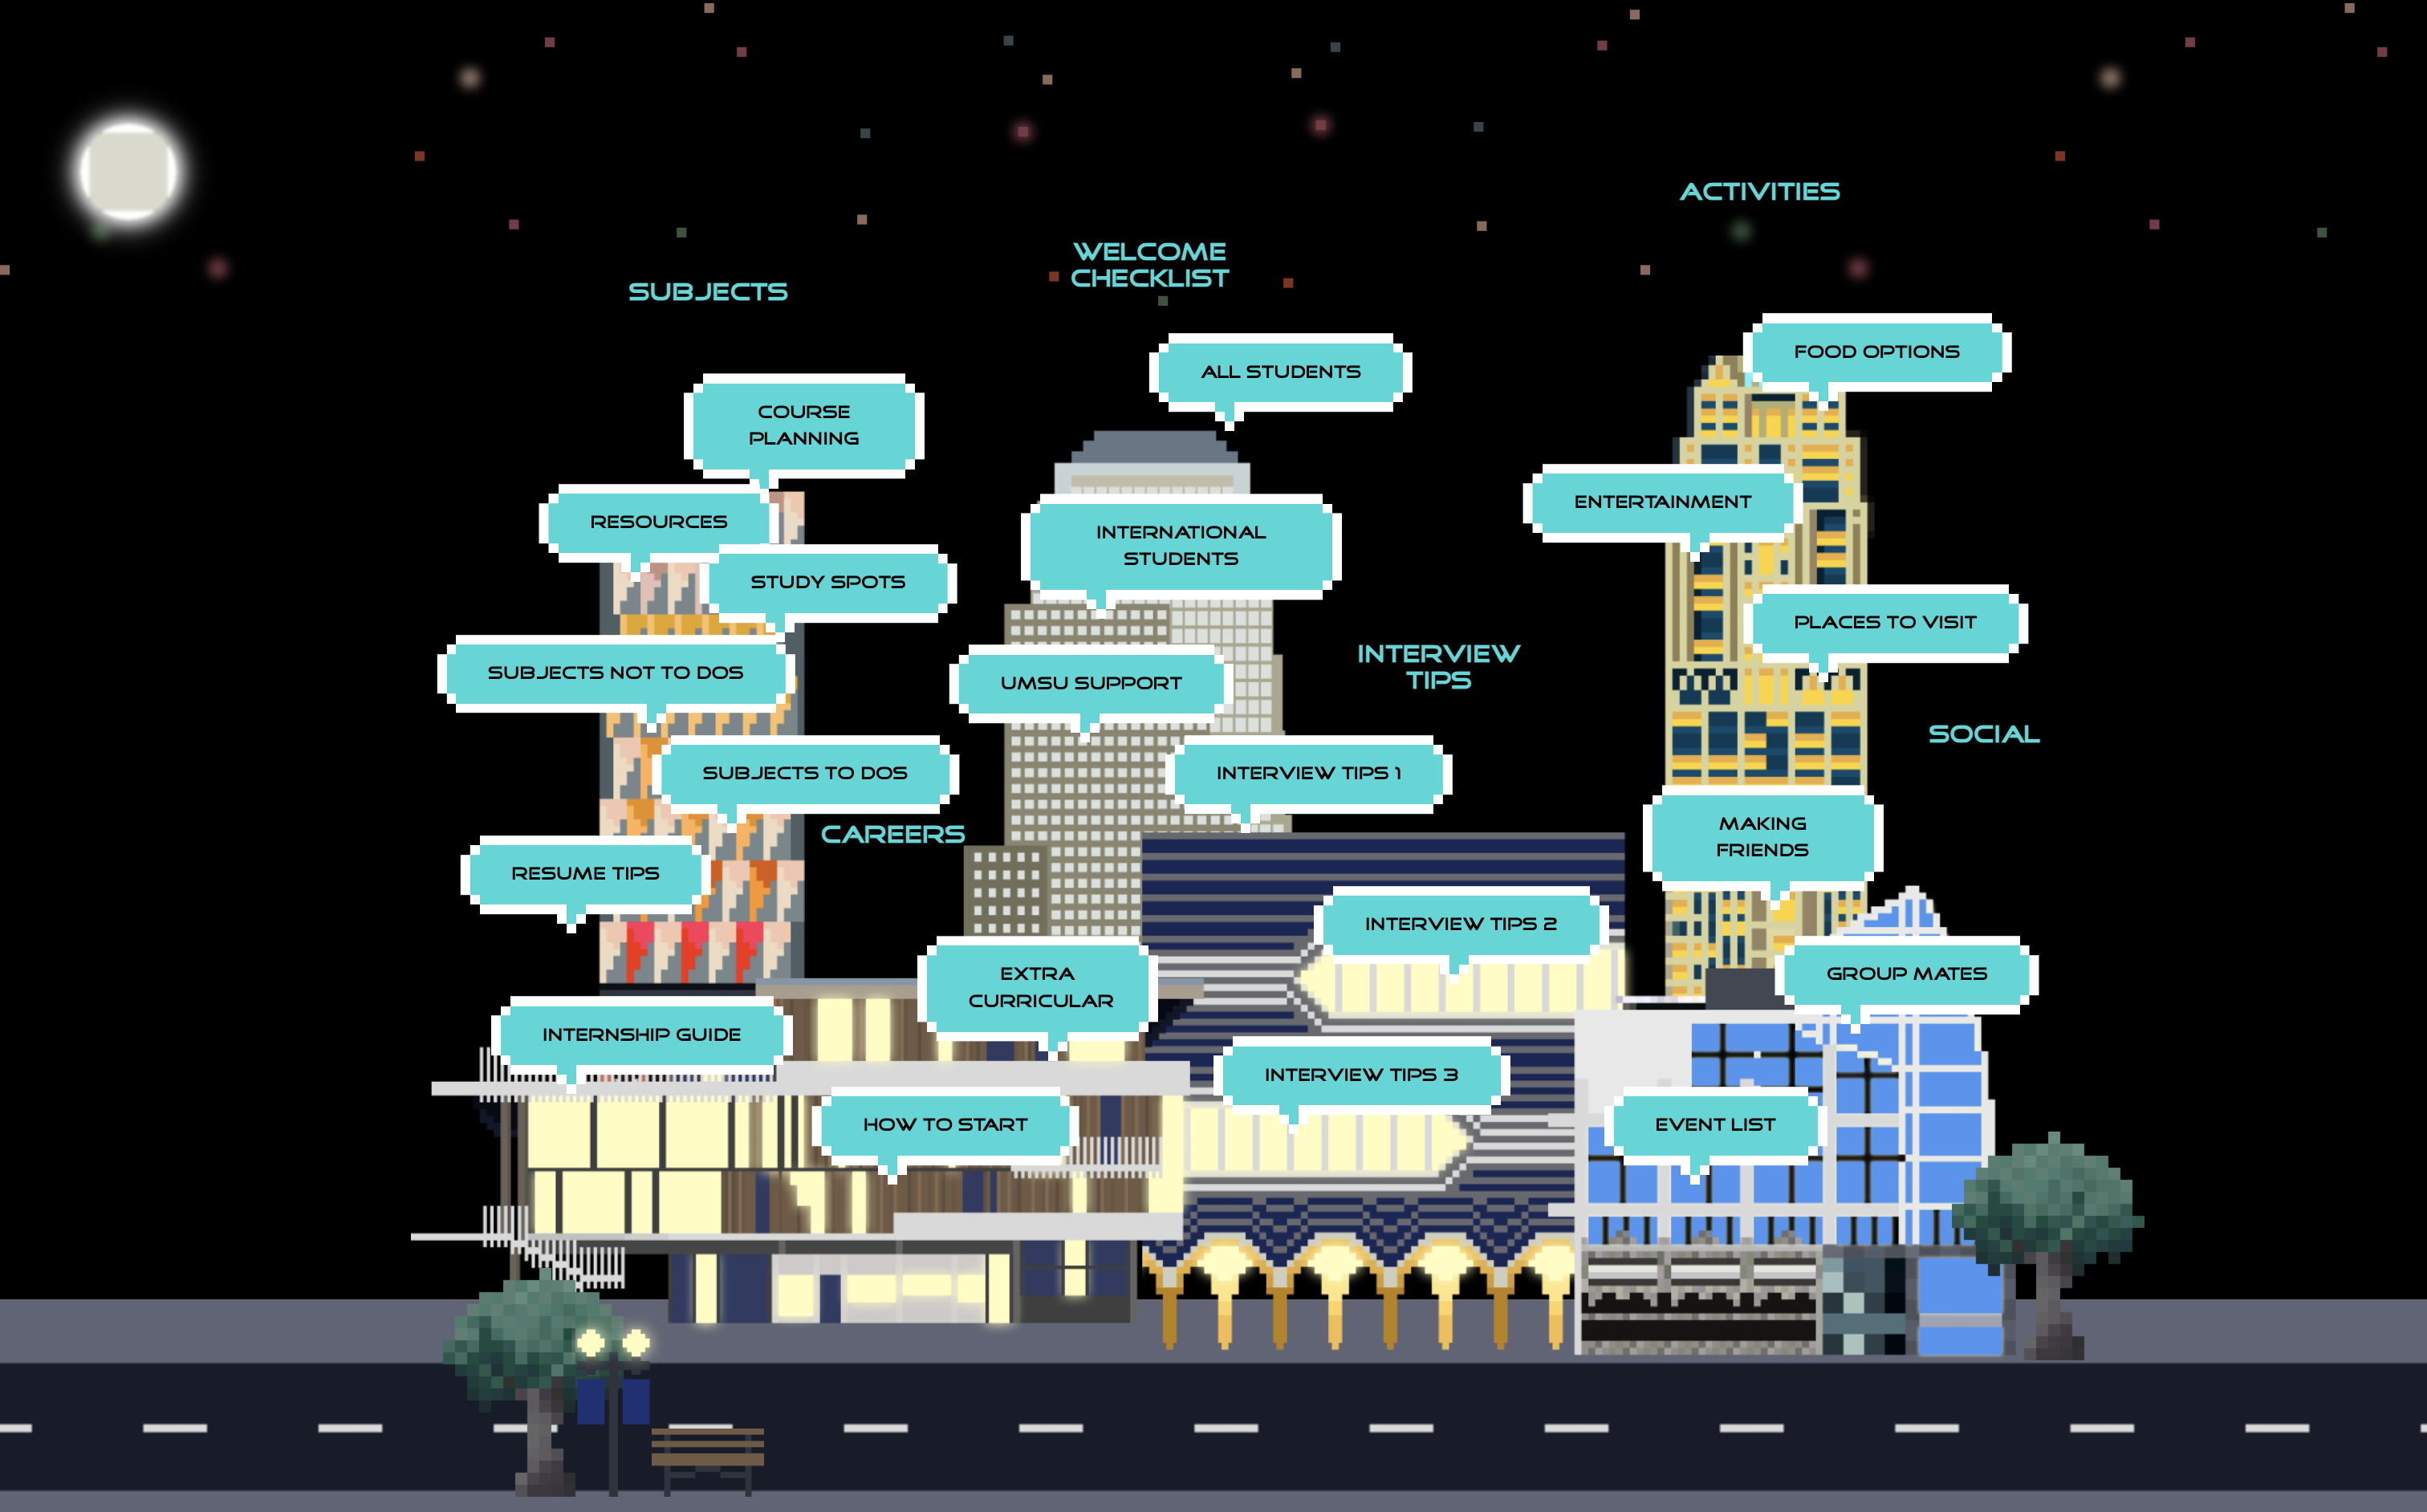 ACTIVITIES
WELCOME
CHECKLIST
SUBJECTS
FOOD OPTIONS
ALL STUDENTS
COURSE
PLANNING
ENTERTAINMENT
RESOURCES
INTERNATIONAL
STUDENTS
STUDY SPOTS
PLACES TO VISIT
INTERVIEW
TIPS
SUBJECTS NOT TO DOS
UMSU SUPPORT
SOCIAL
SUBJECTS TO DOS
INTERVIEW TIPS 1
CAREERS
MAKING
FRIENDS
RESUME TIPS
INTERVIEW TIPS 2
EXTRA
CURRICULAR
GROUP MATES
INTERNSHIP GUIDE
INTERVIEW TIPS 3
HOW TO START
EVENT LIST